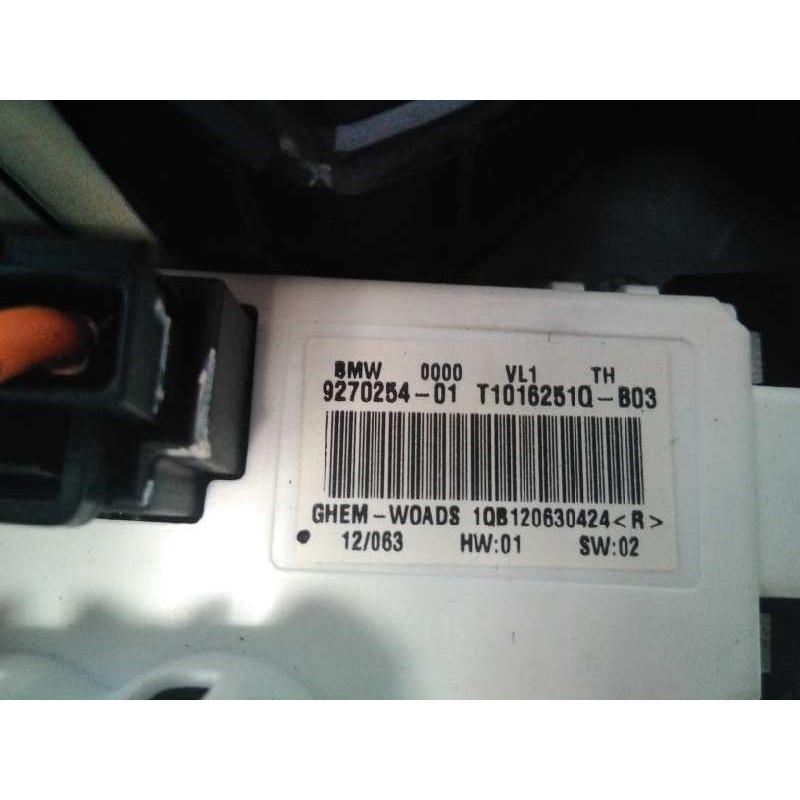 BMW 0000 VL1 TH
9270254-01 T1016251Q-B03
GHEM-WOADS 1QB120630424<R>
12/063 HW:01 SW:02